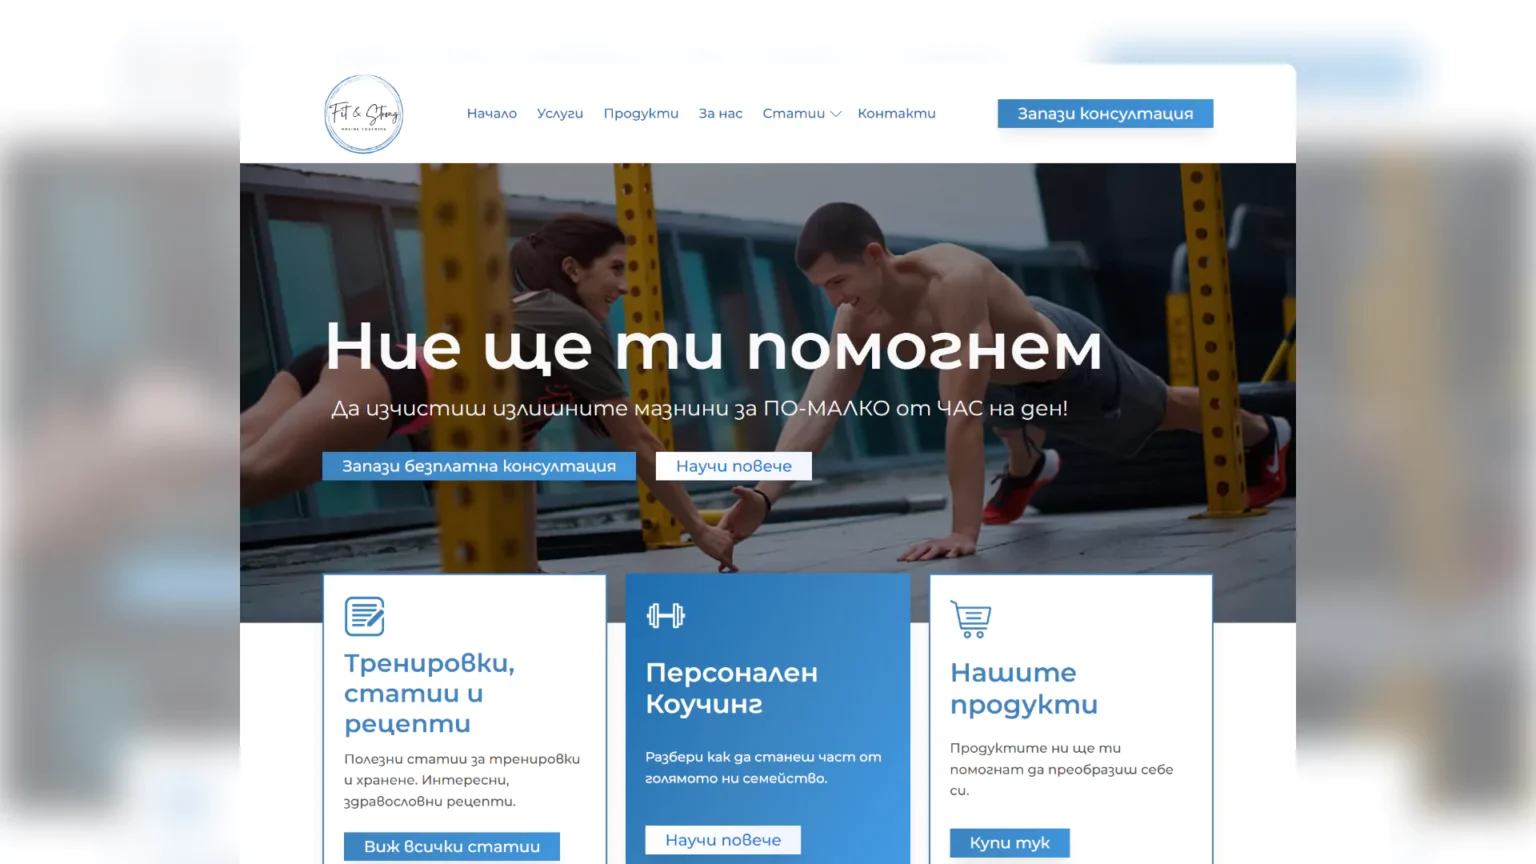 Fit & Strong
ONLINE COACHING
Начало Услуги Продукти За нас Статии Контакти
Запази консултация
Ние ще ти помогнем
Да изчистиш излишните мазнини за ПО-МАЛКО от ЧАС на ден!
Запази безплатна консултация
Научи повече
Тренировки,
статии и
рецепти
Полезни статии за тренировки
и хранене. Интересни,
здравословни рецепти.
Виж всички статии
Персонален
Коучинг
Разбери как да станеш част от
голямото ни семейство.
Научи повече
Нашите
продукти
Продуктите ни ще ти
помогнат да преобразиш себе
си.
Купи тук